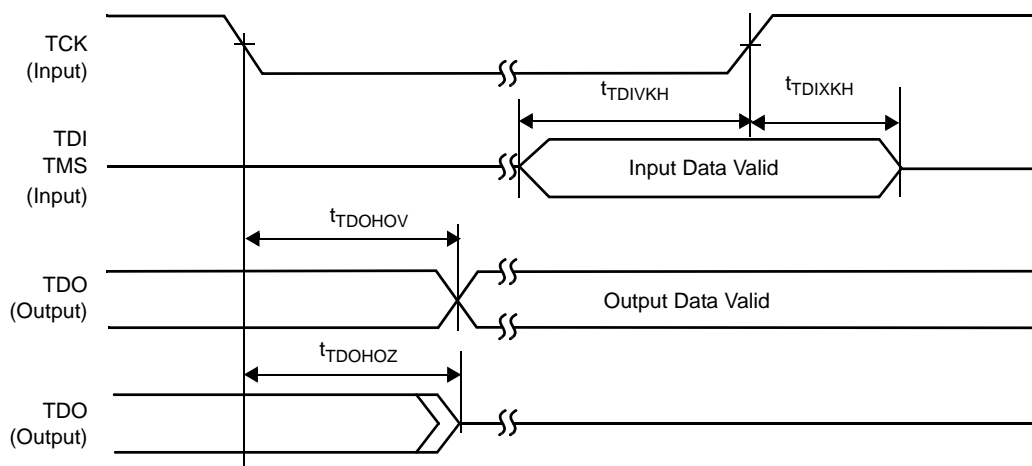 TCK
(Input)
tTDIVKH
tTDIXKH
TDI
TMS
(Input)
Input Data Valid
tTDOHOV
TDO
(Output)
Output Data Valid
tTDOHOZ
TDO
(Output)